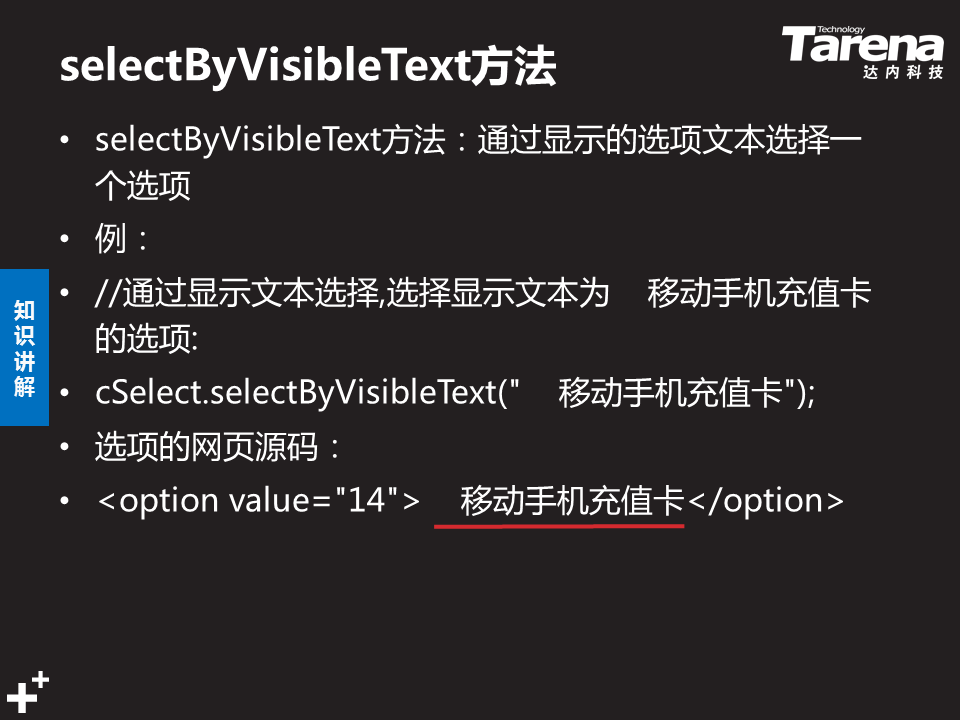 selectByVisibleText方法
Technology
Tarena
达内科技
• selectByVisibleText方法：通过显示的选项文本选择一
个选项
• 例：
• //通过显示文本选择,选择显示文本为    移动手机充值卡
的选项:
• cSelect.selectByVisibleText("    移动手机充值卡");
• 选项的网页源码：
• <option value="14">    移动手机充值卡</option>
知
识
讲
解